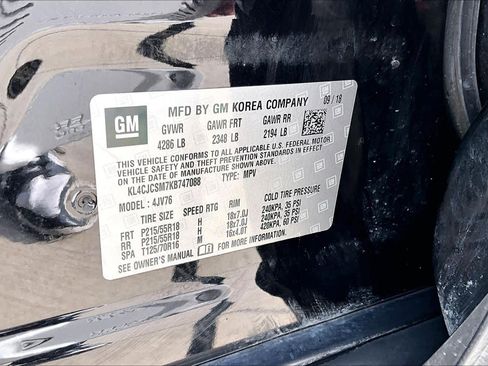 GM
MFD BY GM KOREA COMPANY 09/18
GVWR GAWR FRT GAWR RR
4286 LB 2348 LB 2194 LB
THIS VEHICLE CONFORMS TO ALL APPLICABLE U.S. FEDERAL MOTOR
VEHICLE SAFETY AND THEFT PREVENTION STANDARDS IN EFFECT
ON THE DATE OF MANUFACTURE SHOWN ABOVE.
KL4CJCSM7KB747088 TYPE: MPV
MODEL: 4JV76
TIRE SIZE SPEED RTG RIM COLD TIRE PRESSURE
FRT P215/55R18 H 18x7.0J 240KPA, 35 PSI
RR P215/55R18 H 18x7.0J 240KPA, 35 PSI
SPA T125/70R16 M 16x4.0T 420KPA, 60 PSI
SEE OWNER'S MANUAL FOR MORE INFORMATION